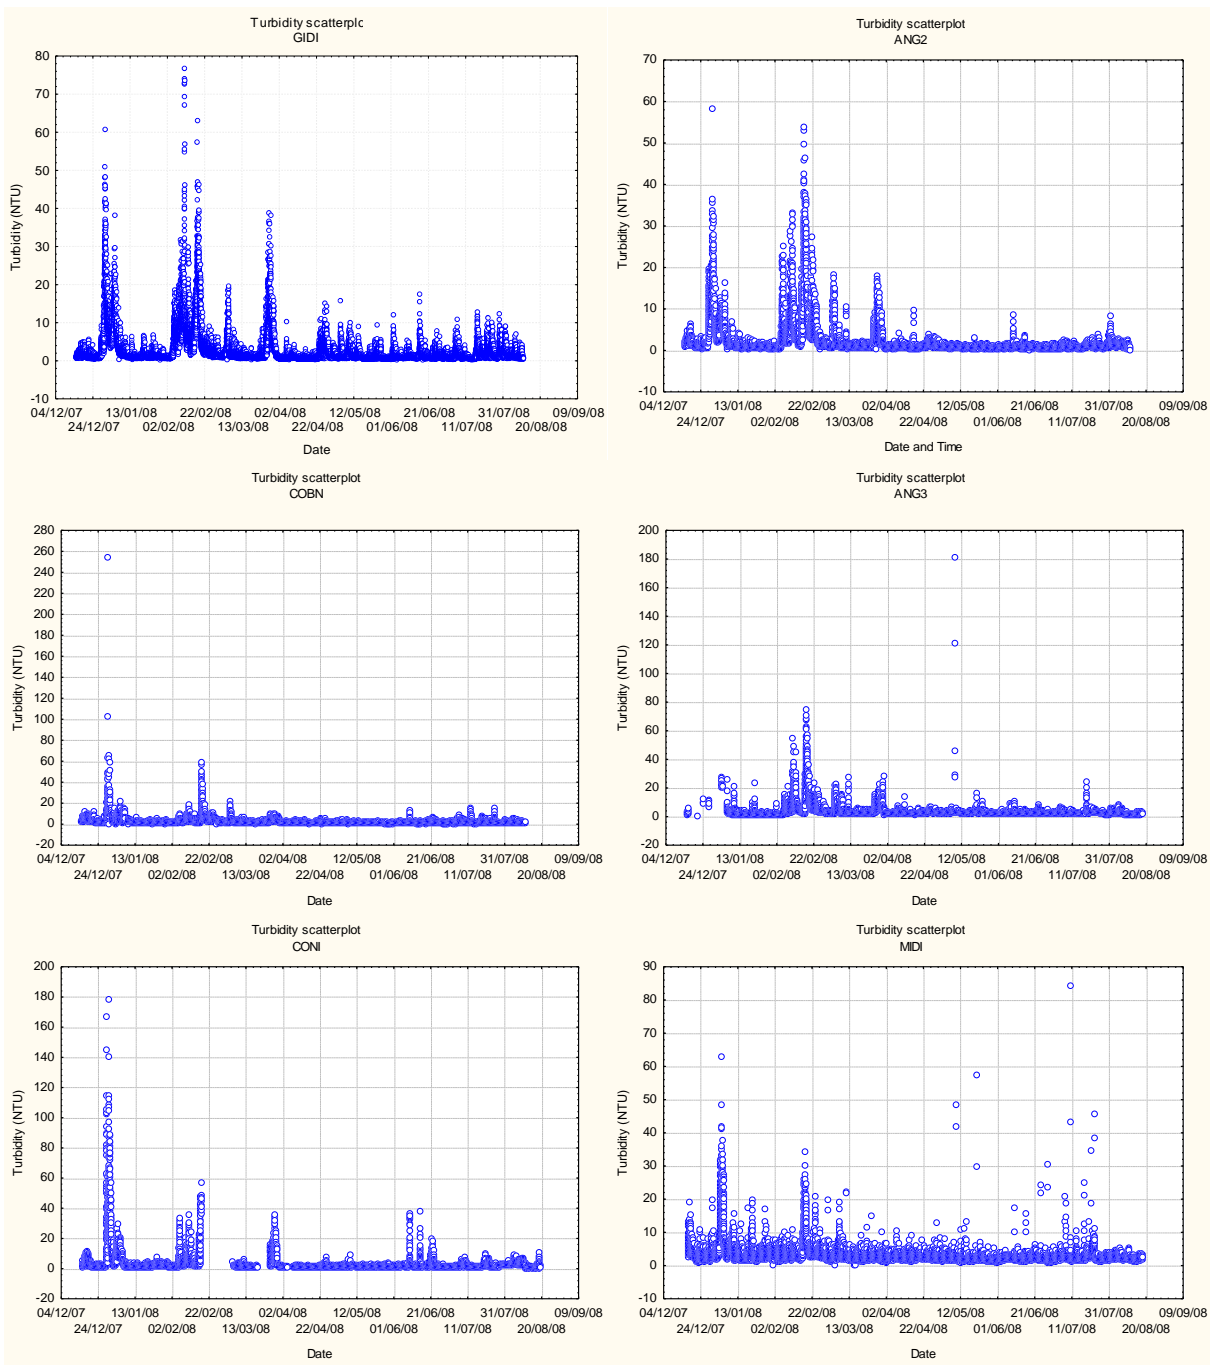 Turbidity scatterplc
GIDI
80
70
60
50
40
30
20
10
0
-10
Turbidity (NTU)
04/12/07 13/01/08 22/02/08 02/04/08 12/05/08 21/06/08 31/07/08 09/09/08
24/12/07 02/02/08 13/03/08 22/04/08 01/06/08 11/07/08 20/08/08
Date
Turbidity scatterplot
ANG2
70
60
50
40
30
20
10
0
-10
Turbidity (NTU)
04/12/07 13/01/08 22/02/08 02/04/08 12/05/08 21/06/08 31/07/08 09/09/08
24/12/07 02/02/08 13/03/08 22/04/08 01/06/08 11/07/08 20/08/08
Date and Time
Turbidity scatterplot
COBN
280
260
240
220
200
180
160
140
120
100
80
60
40
20
0
-20
Turbidity (NTU)
04/12/07 13/01/08 22/02/08 02/04/08 12/05/08 21/06/08 31/07/08 09/09/08
24/12/07 02/02/08 13/03/08 22/04/08 01/06/08 11/07/08 20/08/08
Date
Turbidity scatterplot
ANG3
200
180
160
140
120
100
80
60
40
20
0
-20
Turbidity (NTU)
04/12/07 13/01/08 22/02/08 02/04/08 12/05/08 21/06/08 31/07/08 09/09/08
24/12/07 02/02/08 13/03/08 22/04/08 01/06/08 11/07/08 20/08/08
Date
Turbidity scatterplot
CONI
200
180
160
140
120
100
80
60
40
20
0
-20
Turbidity (NTU)
04/12/07 13/01/08 22/02/08 02/04/08 12/05/08 21/06/08 31/07/08 09/09/08
24/12/07 02/02/08 13/03/08 22/04/08 01/06/08 11/07/08 20/08/08
Date
Turbidity scatterplot
MIDI
90
80
70
60
50
40
30
20
10
0
-10
Turbidity (NTU)
04/12/07 13/01/08 22/02/08 02/04/08 12/05/08 21/06/08 31/07/08 09/09/08
24/12/07 02/02/08 13/03/08 22/04/08 01/06/08 11/07/08 20/08/08
Date